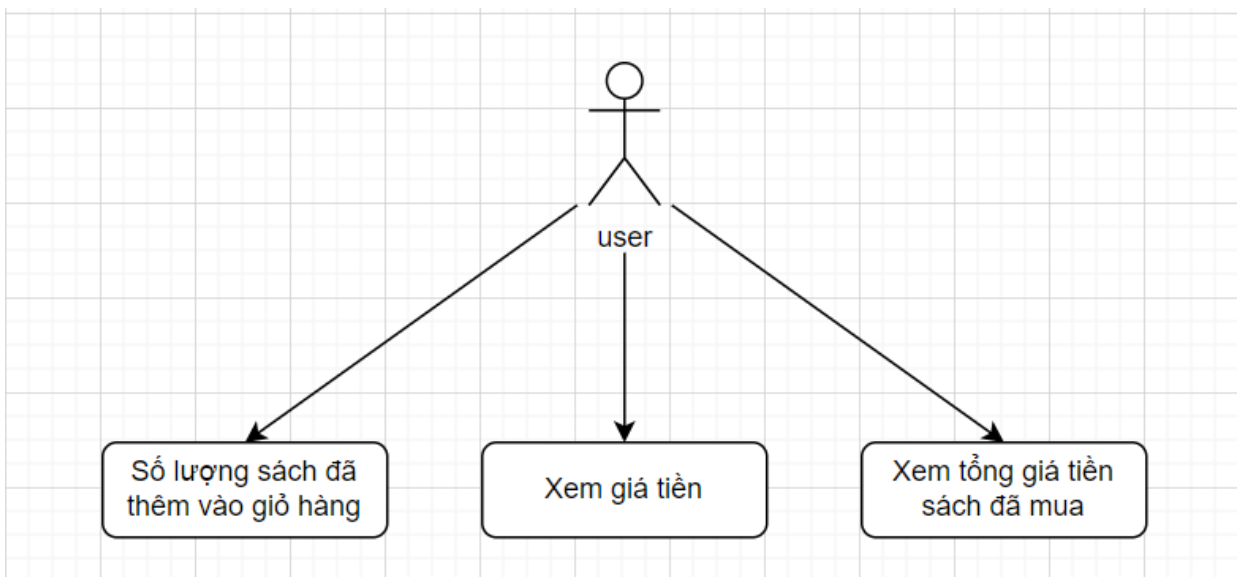 user
Số lượng sách đã
thêm vào giỏ hàng
Xem giá tiền
Xem tổng giá tiền
sách đã mua